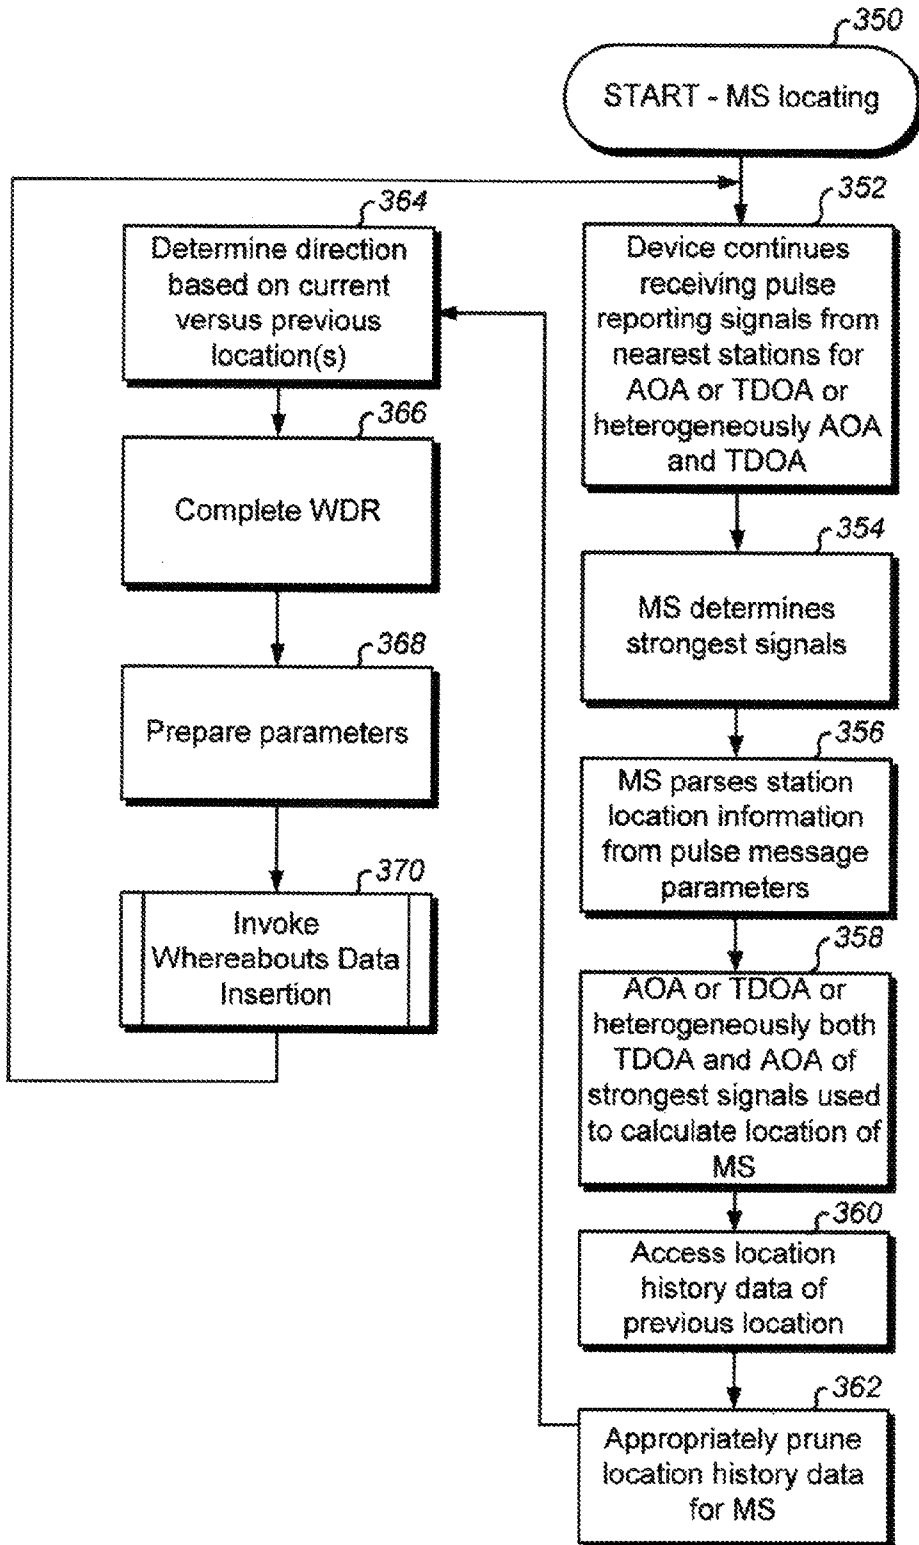 350
START - MS locating
352
Device continues
receiving pulse
reporting signals from
nearest stations for
AOA or TDOA or
heterogeneously AOA
and TDOA
354
MS determines
strongest signals
356
MS parses station
location information
from pulse message
parameters
358
AOA or TDOA or
heterogeneously both
TDOA and AOA of
strongest signals used
to calculate location of
MS
360
Access location
history data of
previous location
362
Appropriately prune
location history data
for MS
364
Determine direction
based on current
versus previous
location(s)
366
Complete WDR
368
Prepare parameters
370
Invoke
Whereabouts Data
Insertion